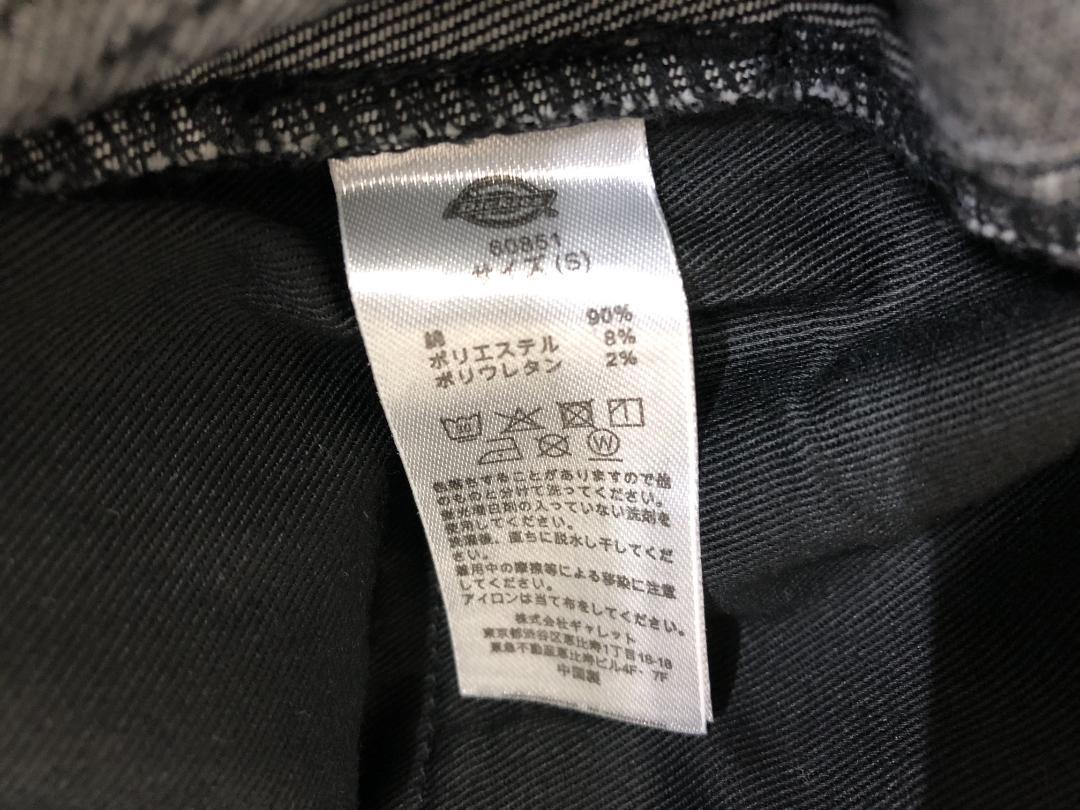 Dickies
60851
サイズ (S)
綿 90%
ポリエステル 8%
ポリウレタン 2%
W
色落ちすることがありますので他
のものと分けて洗ってください。
蛍光増白剤の入っていない洗剤を
使用してください。
洗濯後、直ちに脱水し干してくだ
さい。
着用中の摩擦等による移染に注意
してください。
アイロンは当て布をしてください。
株式会社ギャレット
東京都渋谷区恵比寿1丁目18-18
東急不動産恵比寿ビル4F・7F
中国製